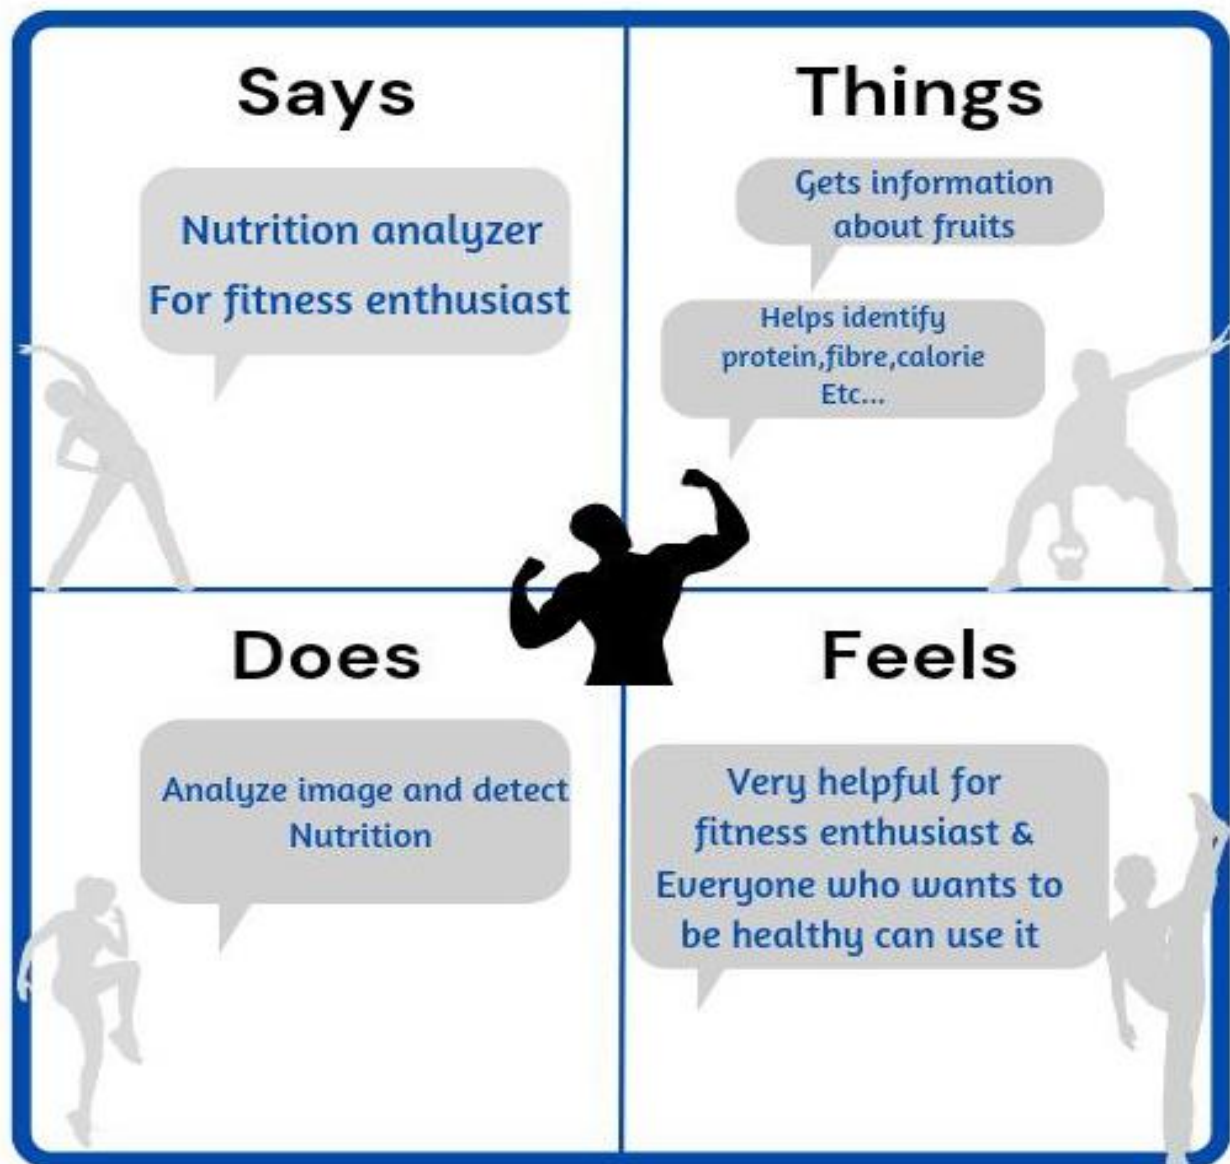 Says
Nutrition analyzer
For fitness enthusiast
Things
Gets information
about fruits
Helps identify
protein,fibre,calorie
Etc...
Does
Analyze image and detect
Nutrition
Feels
Very helpful for
fitness enthusiast &
Everyone who wants to
be healthy can use it